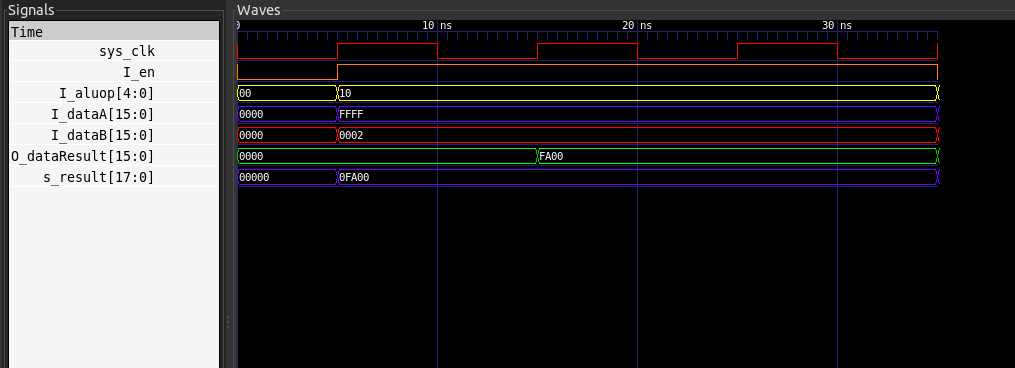 Signals
Waves
Time
0 10 ns 20 ns 30 ns
sys_clk
I_en
I_aluop[4:0] 00 10
I_dataA[15:0] 0000 FFFF
I_dataB[15:0] 0000 0002
O_dataResult[15:0] 0000 FA00
s_result[17:0] 00000 0FA00